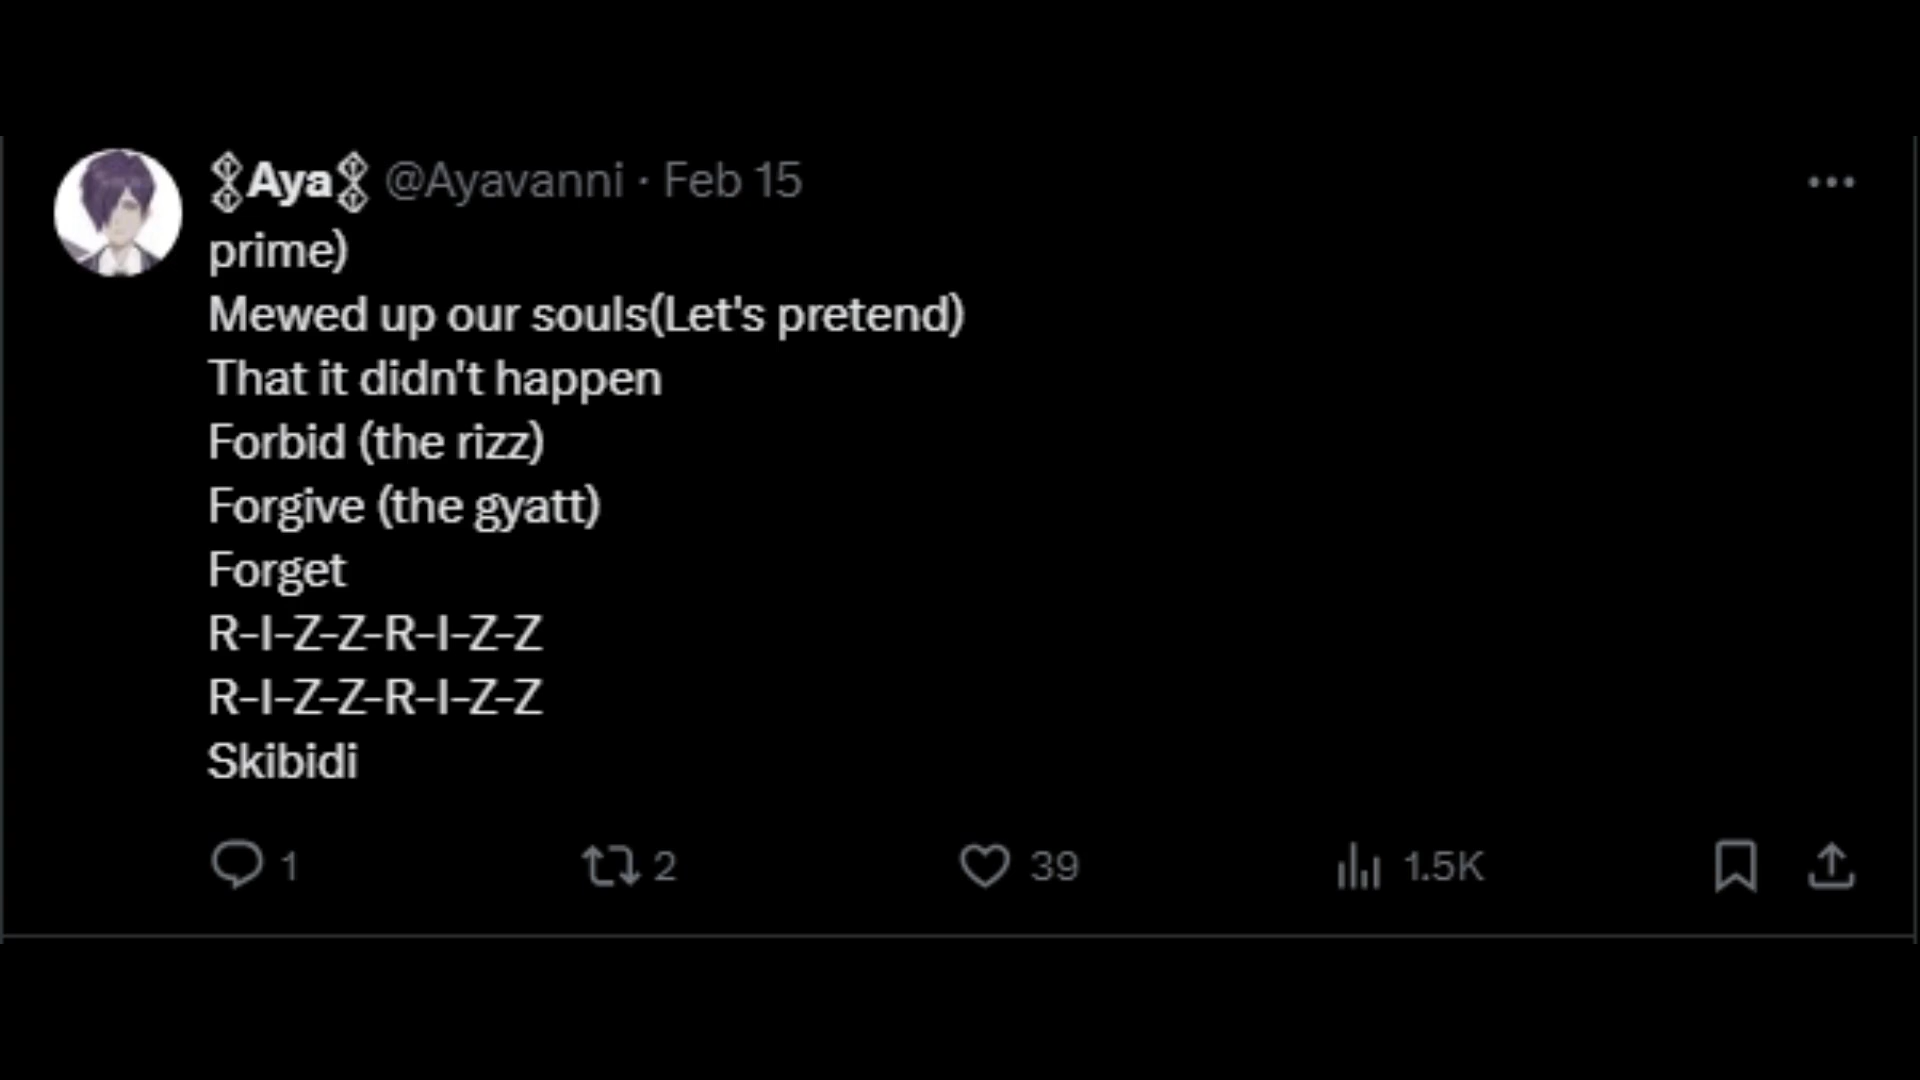 Aya @Ayavanni · Feb 15
prime)
Mewed up our souls(Let's pretend)
That it didn't happen
Forbid (the rizz)
Forgive (the gyatt)
Forget
R-I-Z-Z-R-I-Z-Z
R-I-Z-Z-R-I-Z-Z
Skibidi
1 2 39 1.5K